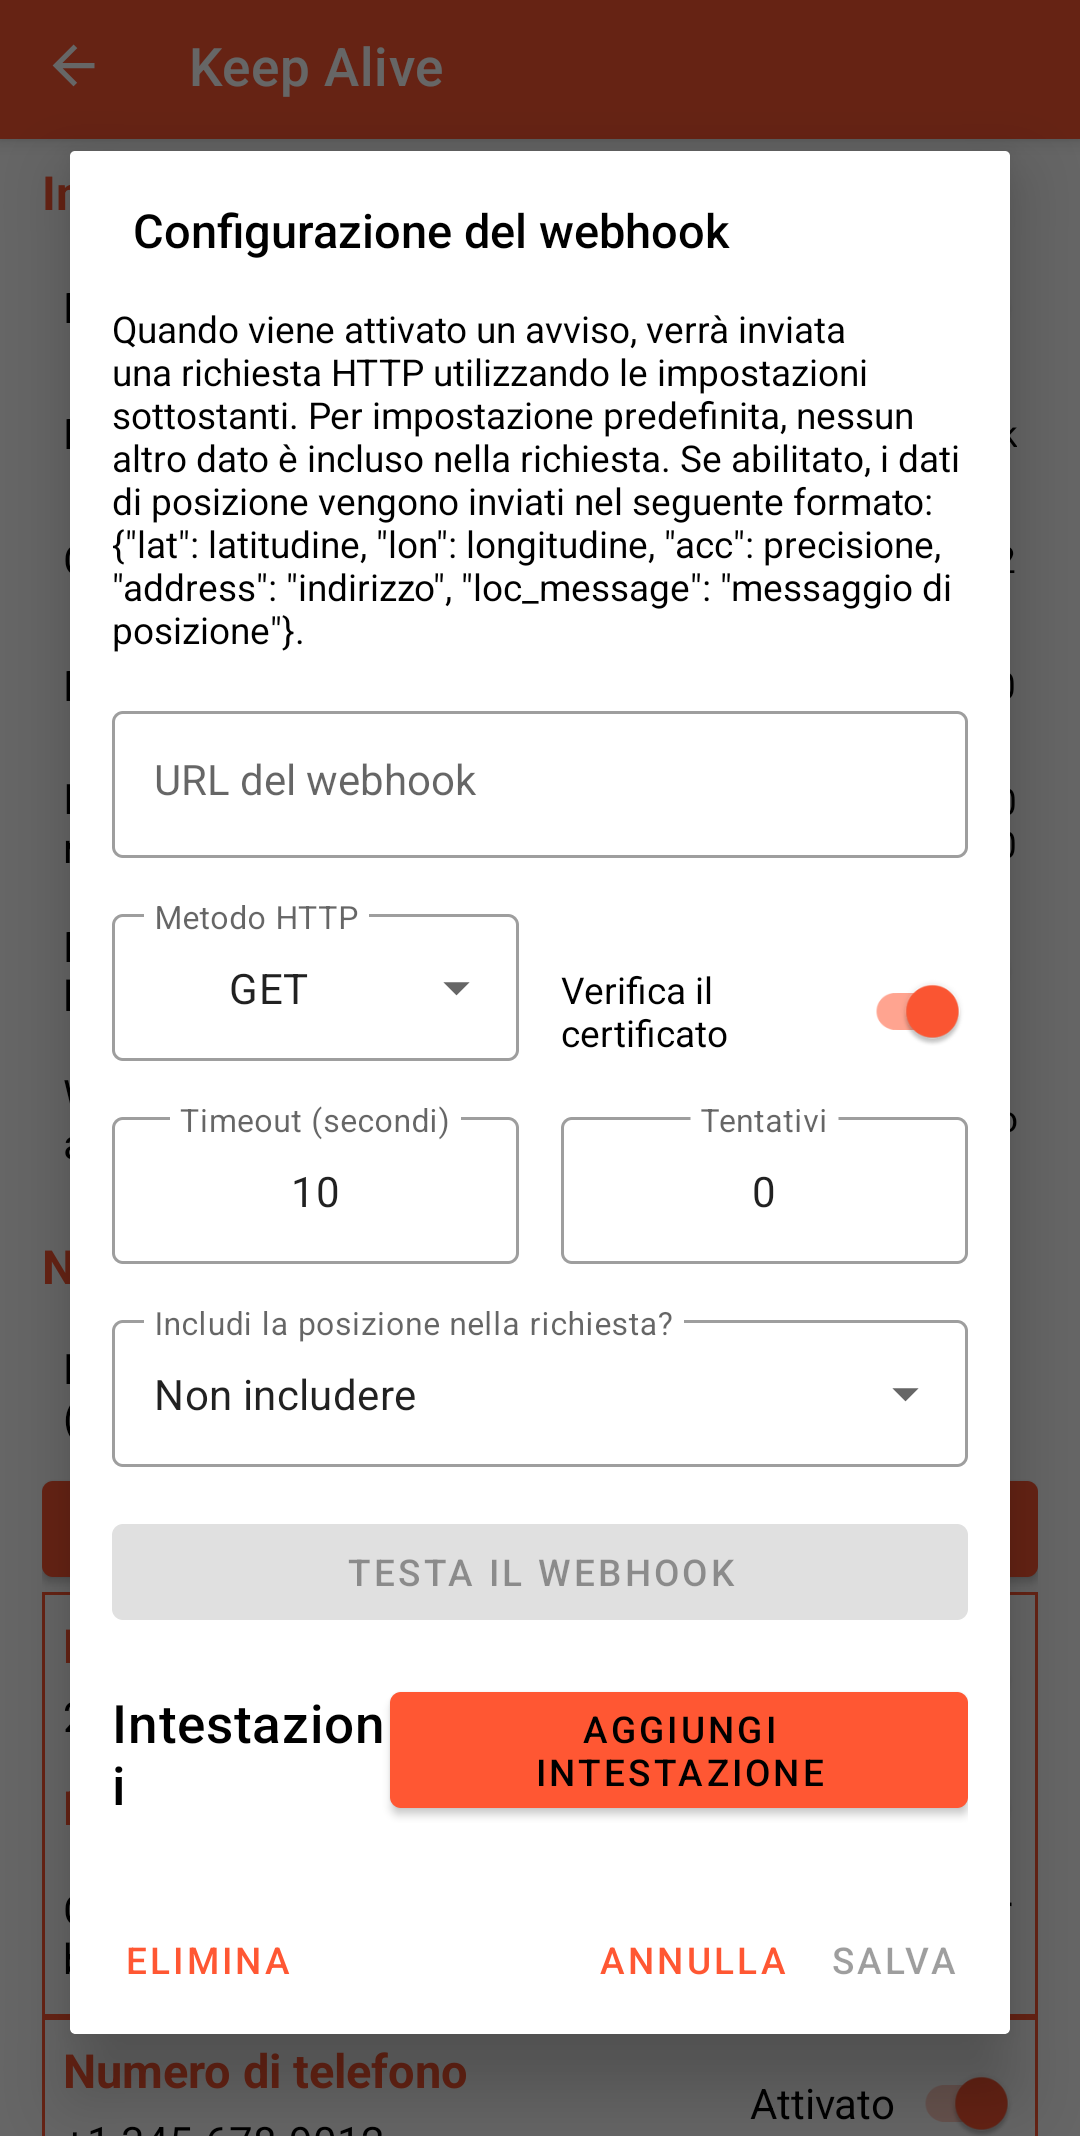 Keep Alive
Configurazione del webhook
Quando viene attivato un avviso, verrà inviata
una richiesta HTTP utilizzando le impostazioni
sottostanti. Per impostazione predefinita, nessun
altro dato è incluso nella richiesta. Se abilitato, i dati
di posizione vengono inviati nel seguente formato:
{"lat": latitudine, "lon": longitudine, "acc": precisione,
"address": "indirizzo", "loc_message": "messaggio di
posizione"}.
URL del webhook
Metodo HTTP
GET
Verifica il
certificato
Timeout (secondi)
10
Tentativi
0
Includi la posizione nella richiesta?
Non includere
TESTA IL WEBHOOK
Intestazion
i
AGGIUNGI
INTESTAZIONE
ELIMINA
ANNULLA
SALVA
Numero di telefono
Attivato